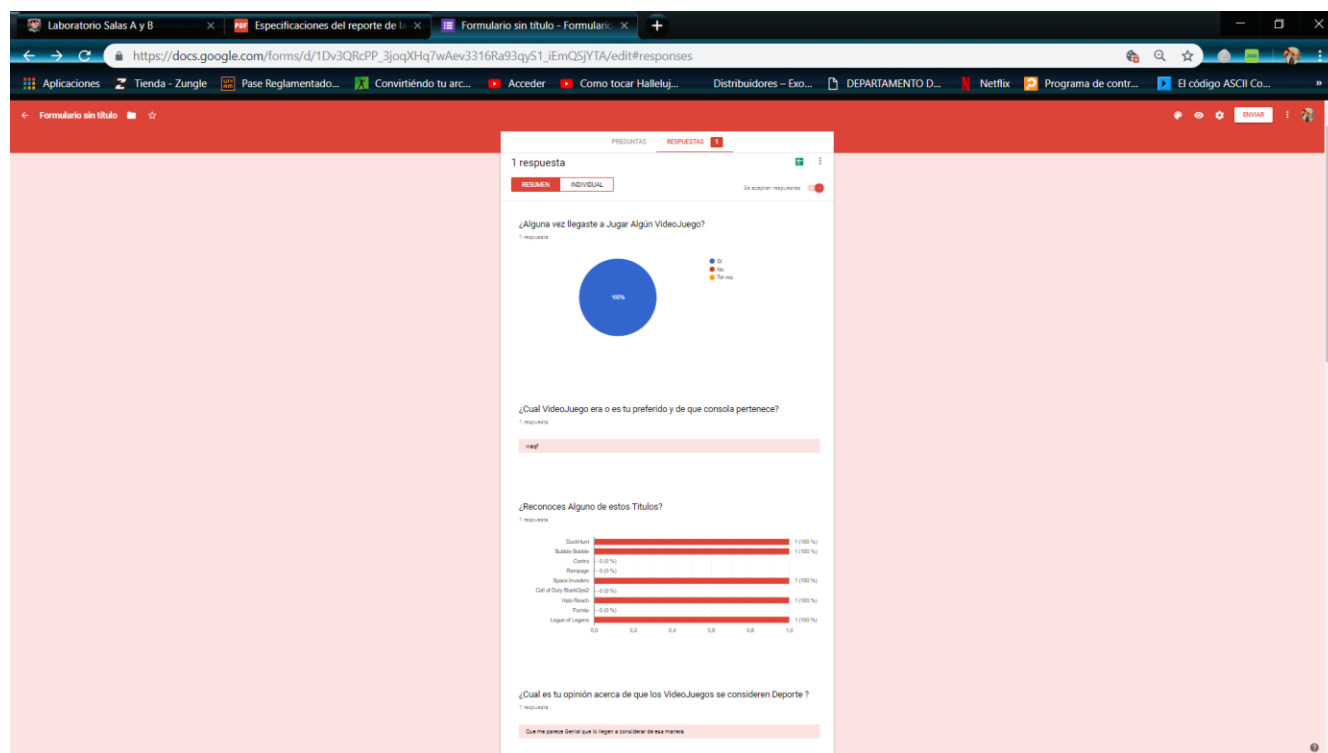 Laboratorio Salas A y B
Especificaciones del reporte de la
Formulario sin título - Formulario
https://docs.google.com/forms/d/1Dv3QRcPP_3joqXHq7wAev3316Ra93qyS1_iEmQSjYTA/edit#responses
Aplicaciones Tienda - Zungle Pase Reglamentado... Convirtiéndo tu arc... Acceder Como tocar Halleluj... Distribuidores – Exo... DEPARTAMENTO D... Netflix Programa de contr... El código ASCII Co... »
Formulario sin título ENVIAR
PREGUNTAS RESPUESTAS 1
1 respuesta
RESUMEN INDIVIDUAL Se aceptan respuestas
¿Alguna vez llegaste a Jugar Algún VideoJuego?
1 respuesta
Sí
No
Tal vez
100%
¿Cual VideoJuego era o es tu preferido y de que consola pertenece?
1 respuesta
¿Reconoces Alguno de estos Titulos?
1 respuesta
DuckHunt 1 (100 %)
Bubble Bobble 1 (100 %)
Contra 0 (0 %)
Rampage 0 (0 %)
Space Invaders 1 (100 %)
Call of Duty BlackOps2 0 (0 %)
Halo Reach 1 (100 %)
0 (0 %)
Legue of Legens 1 (100 %)
0,0 0,2 0,4 0,6 0,8 1,0
¿Cual es tu opinión acerca de que los VideoJuegos se consideren Deporte ?
1 respuesta
Que me parece Genial que lo llegen a considerar de esa manera